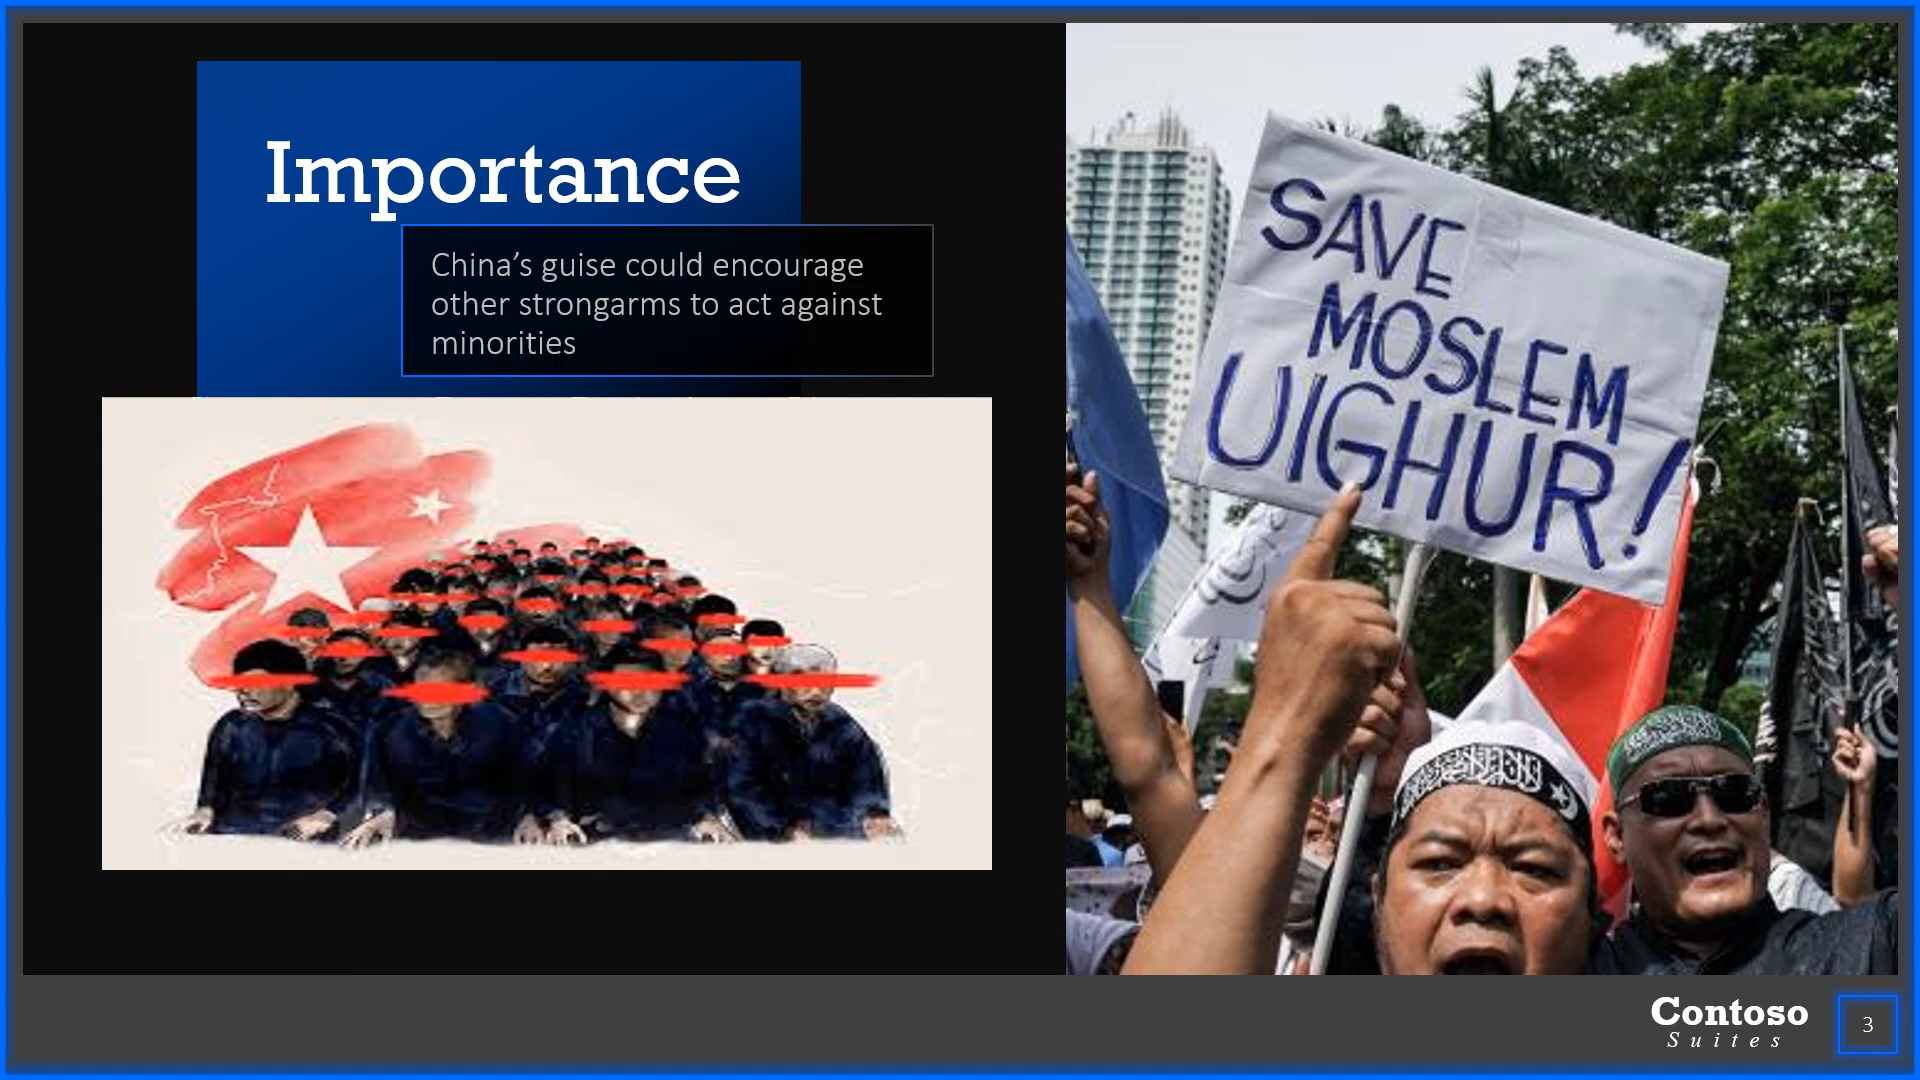 Importance
China’s guise could encourage
other strongarms to act against
minorities
SAVE
MOSLEM
UIGHUR!
Contoso
Suites
3